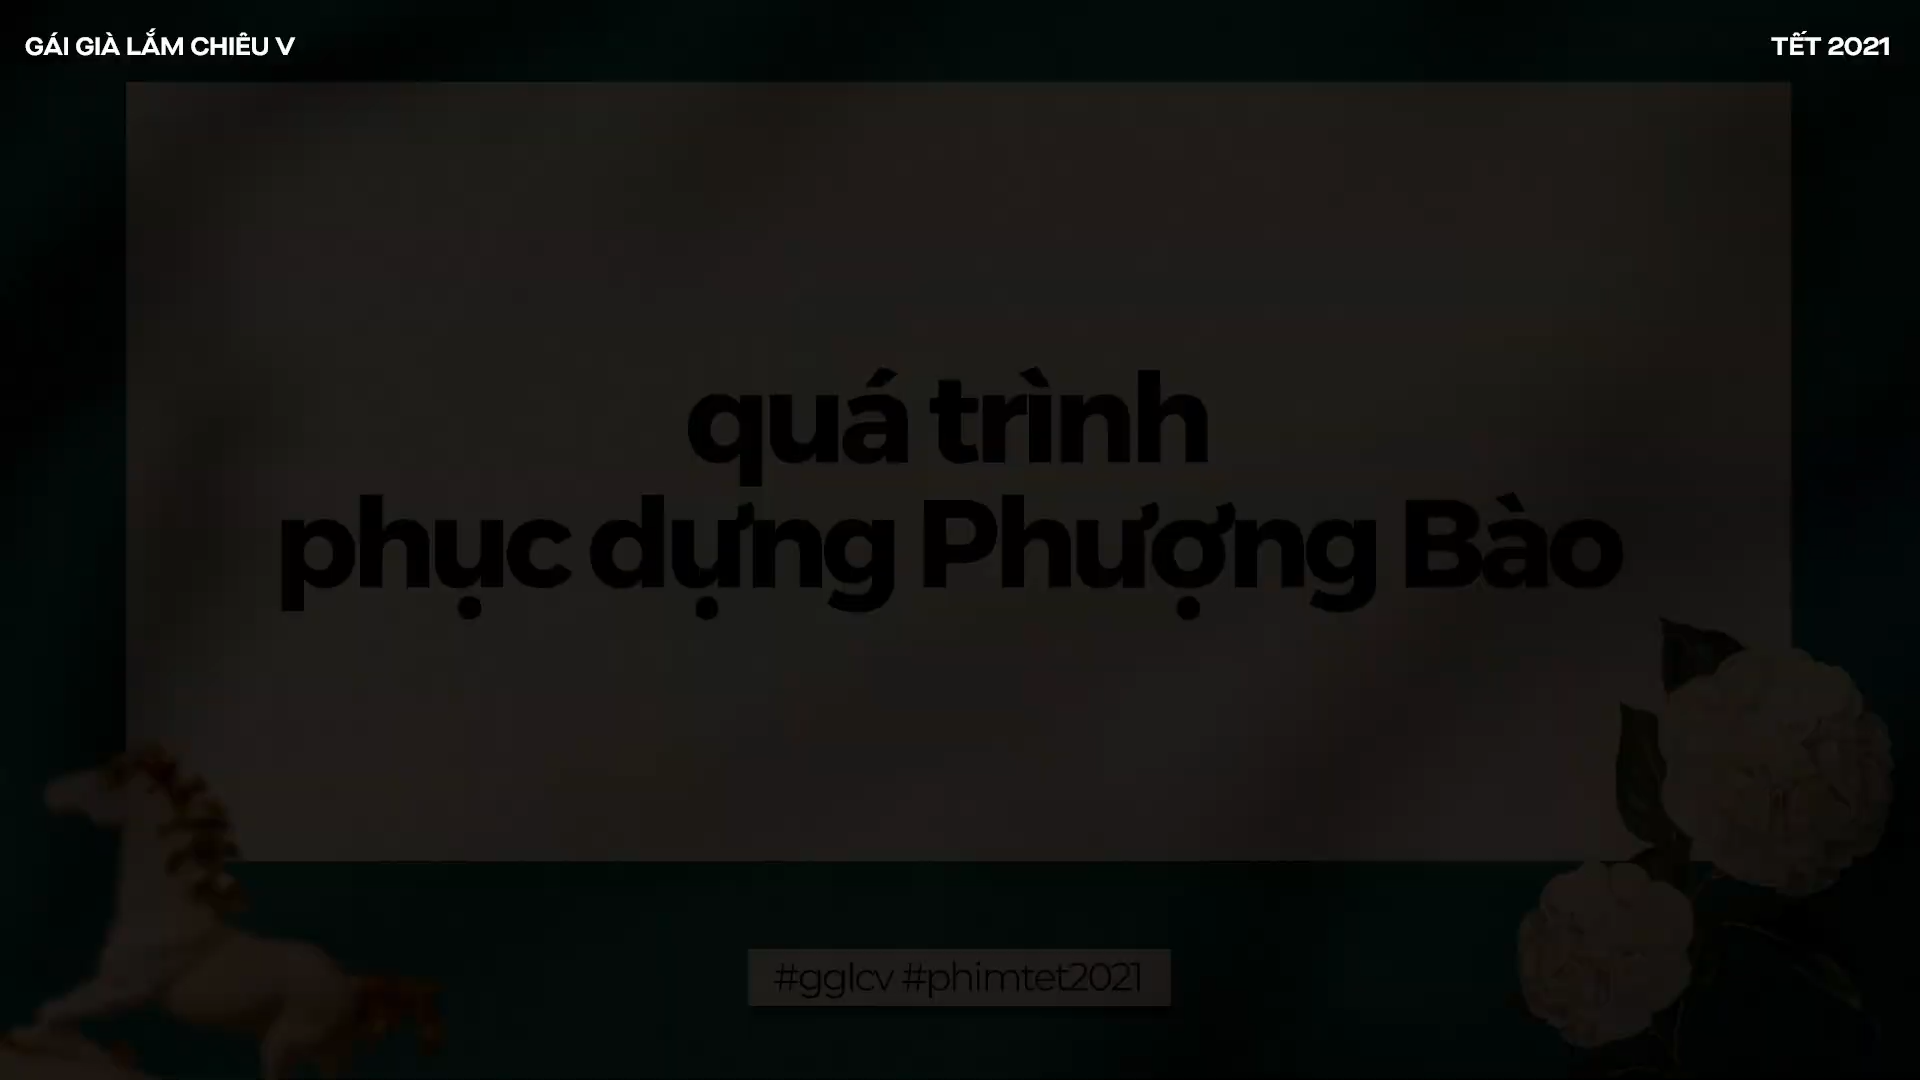 GÁI GIÀ LẮM CHIÊU V
TẾT 2021
quá trình
phục dựng Phượng Bào
#gglcv #phimtet2021